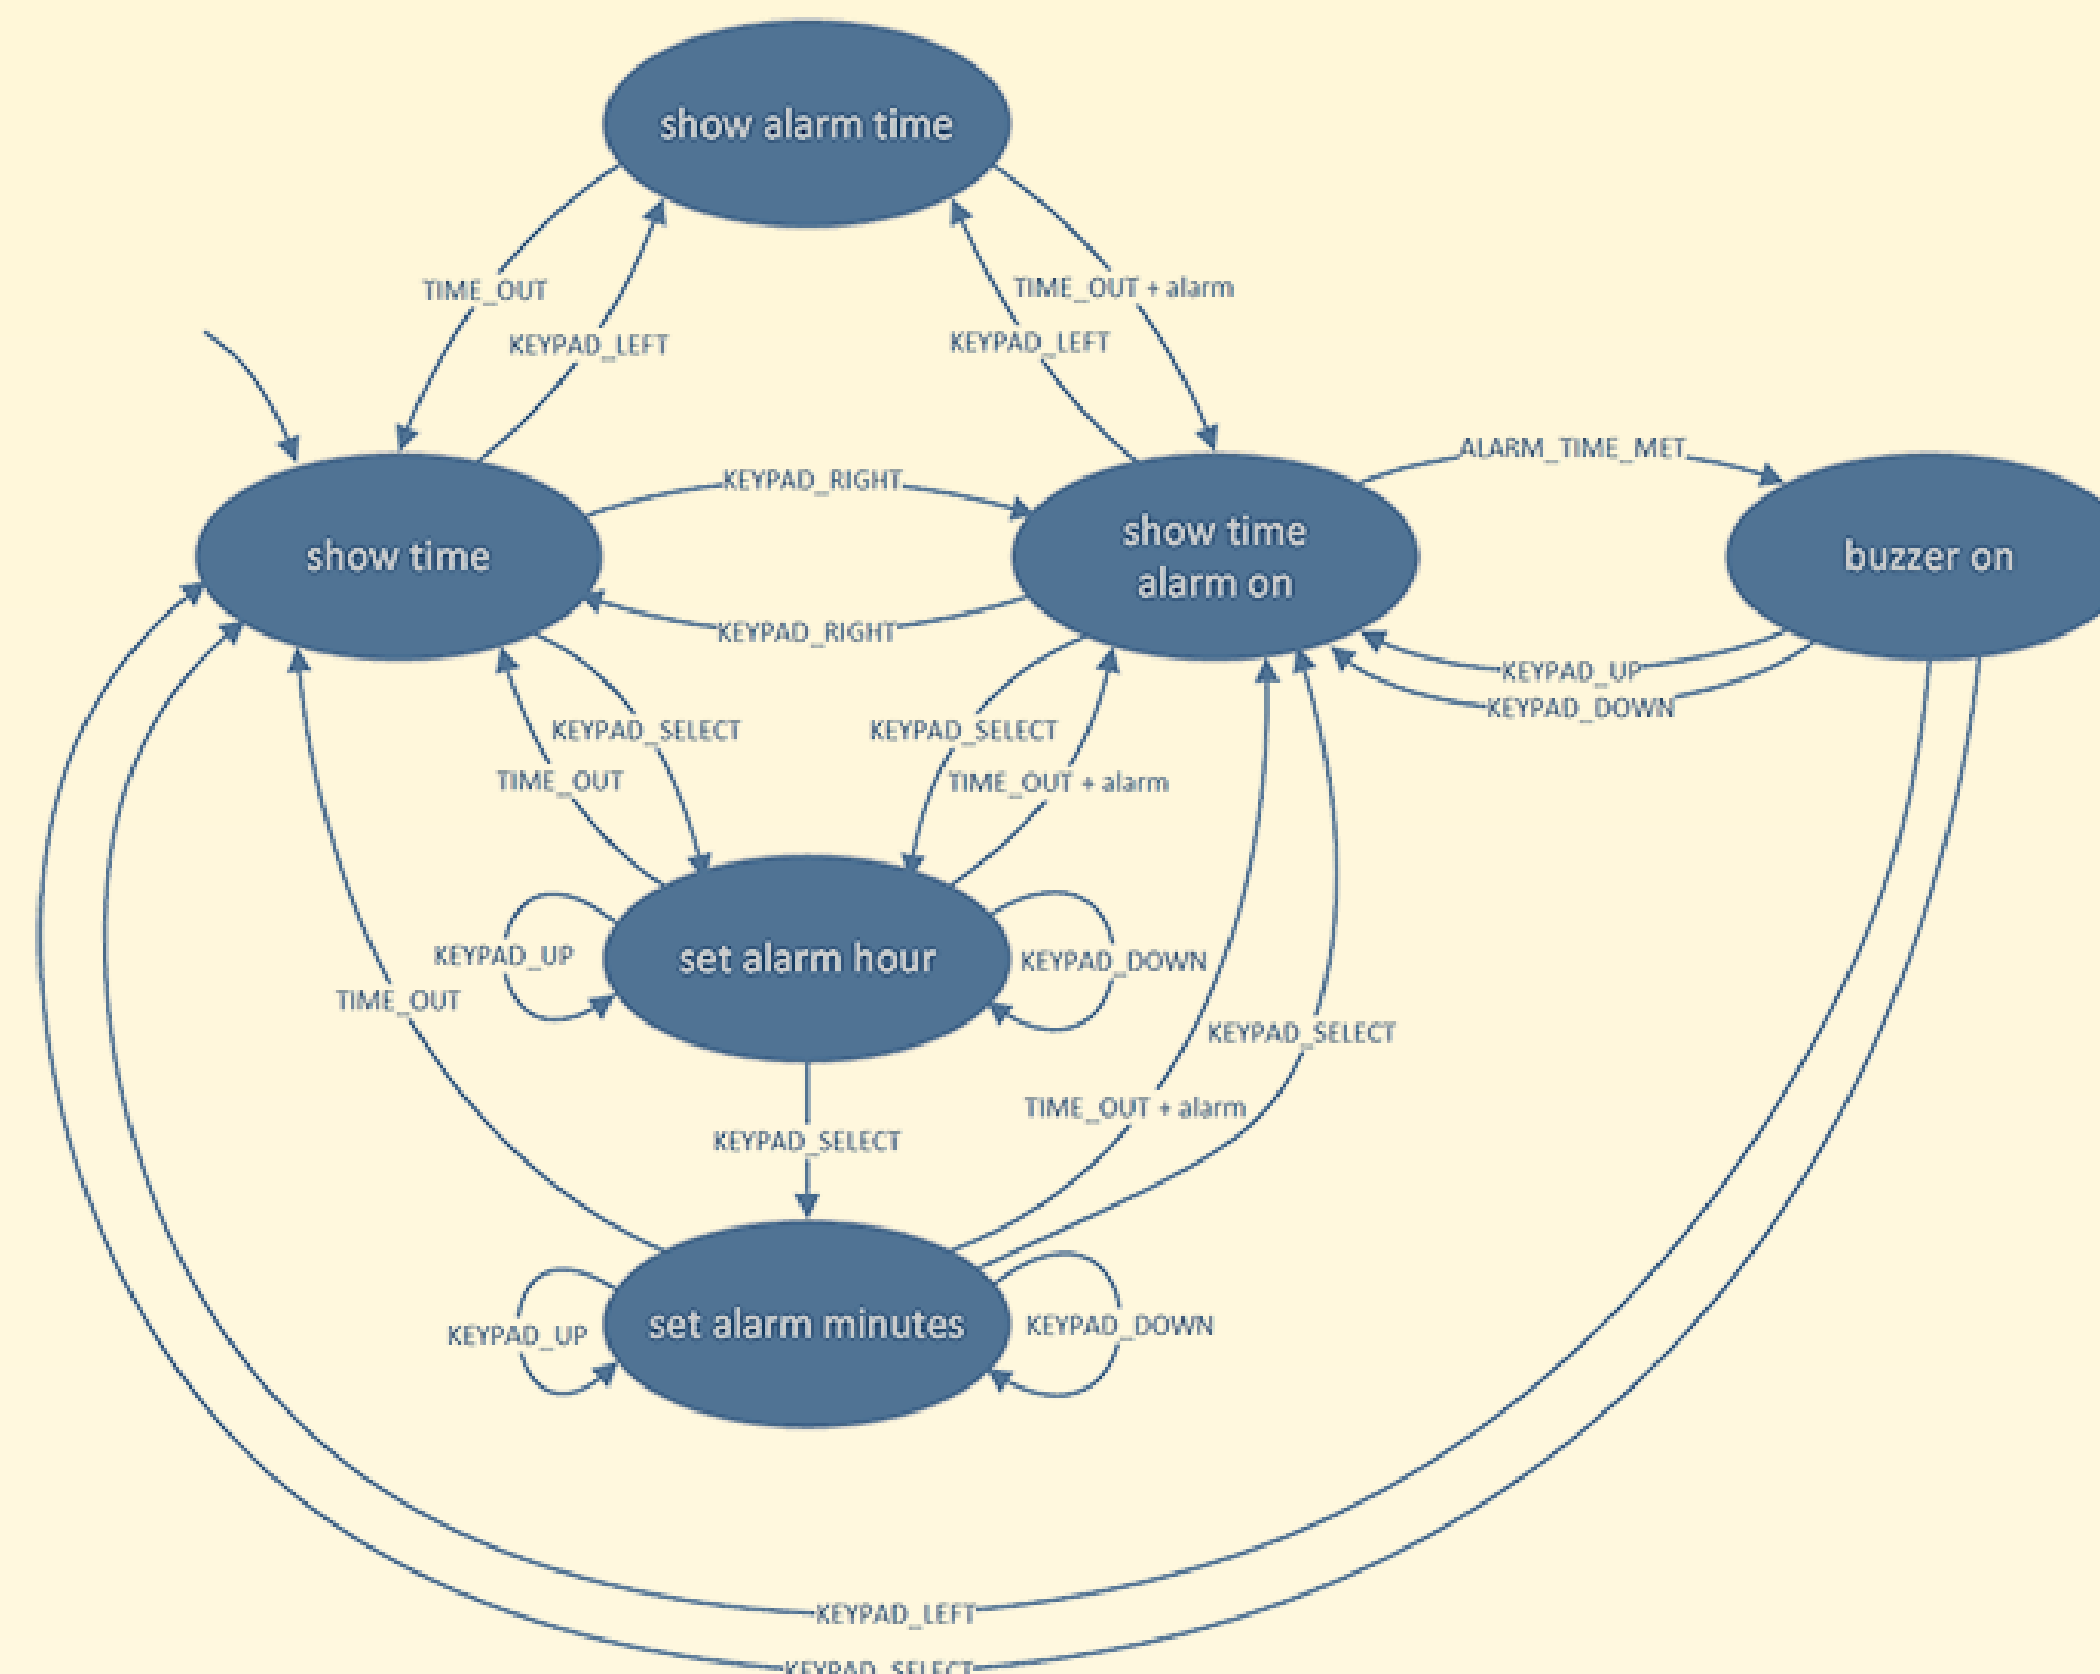 show alarm time
TIME_OUT
TIME_OUT + alarm
KEYPAD_LEFT
KEYPAD_LEFT
ALARM_TIME_MET
KEYPAD_RIGHT
show time
show time
alarm on
buzzer on
KEYPAD_RIGHT
KEYPAD_UP
KEYPAD_DOWN
KEYPAD_SELECT
KEYPAD_SELECT
TIME_OUT
TIME_OUT + alarm
KEYPAD_UP
set alarm hour
KEYPAD_DOWN
TIME_OUT
KEYPAD_SELECT
TIME_OUT + alarm
KEYPAD_SELECT
KEYPAD_UP
set alarm minutes
KEYPAD_DOWN
KEYPAD_LEFT
KEYPAD_SELECT